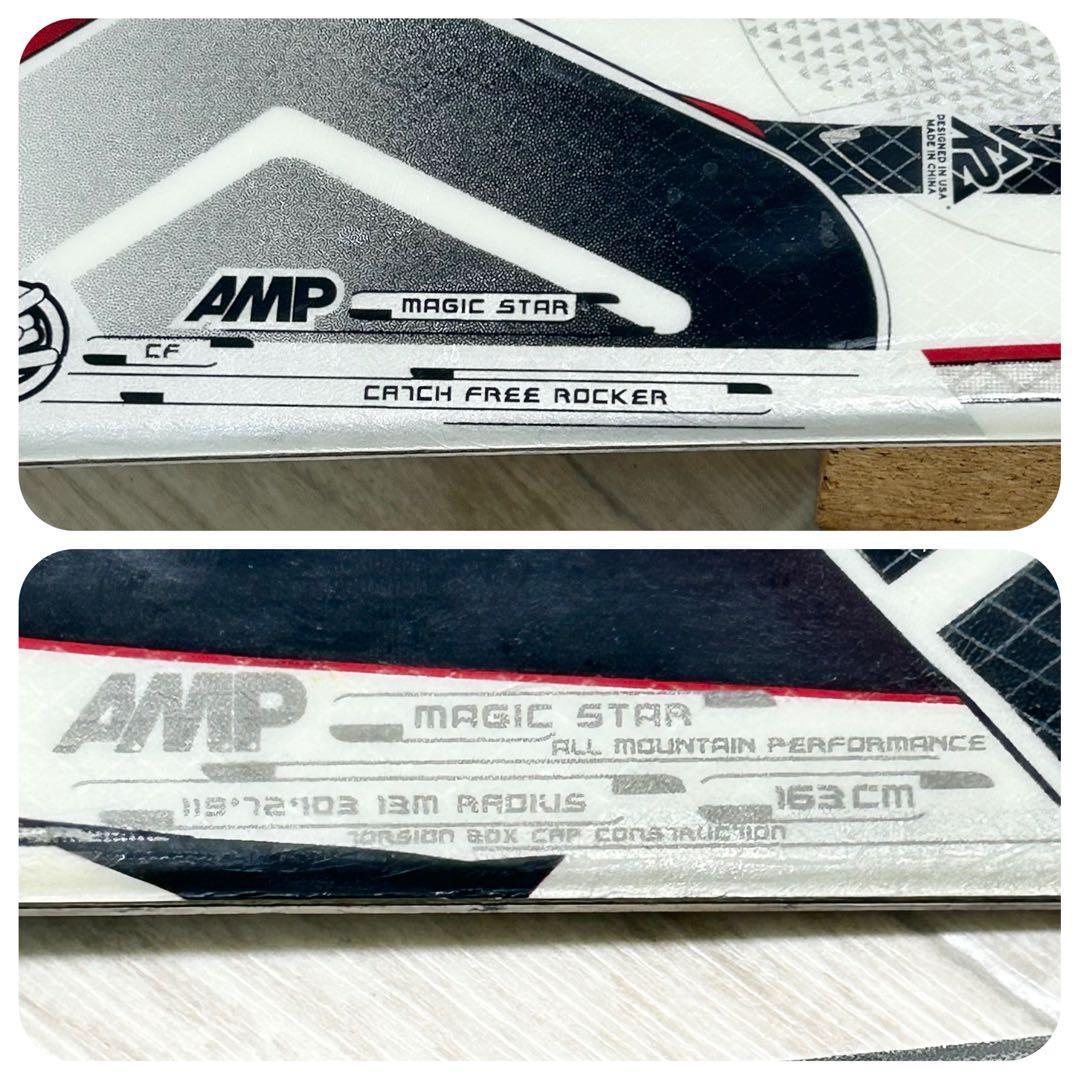 K2
DESIGNED IN USA
MADE IN CHINA
AMP MAGIC STAR
CF
CATCH FREE ROCKER
AMP MAGIC STAR
ALL MOUNTAIN PERFORMANCE
119•72•103 13M RADIUS 163CM
TORSION BOX CAP CONSTRUCTION